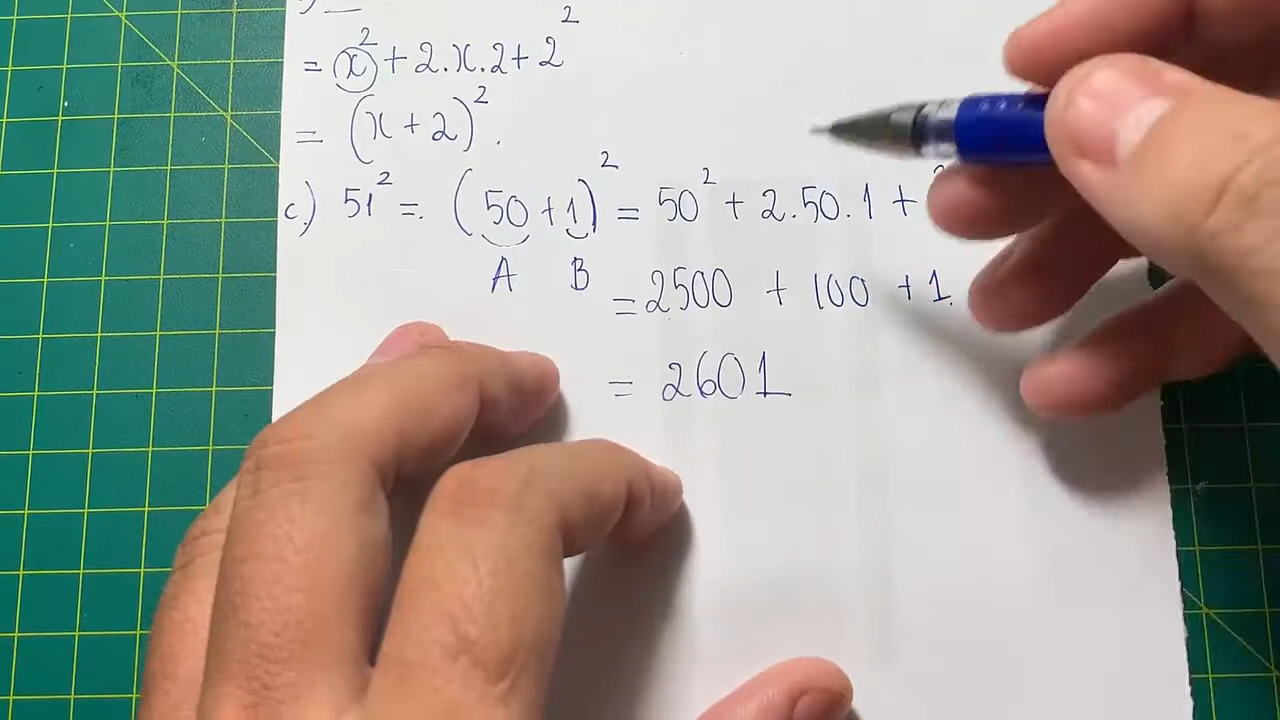 = x² + 2.x.2 + 2²
= (x + 2)².
c.) 51² =. (50 + 1)² = 50² + 2.50.1 +
A B
= 2500 + 100 + 1.
= 2601